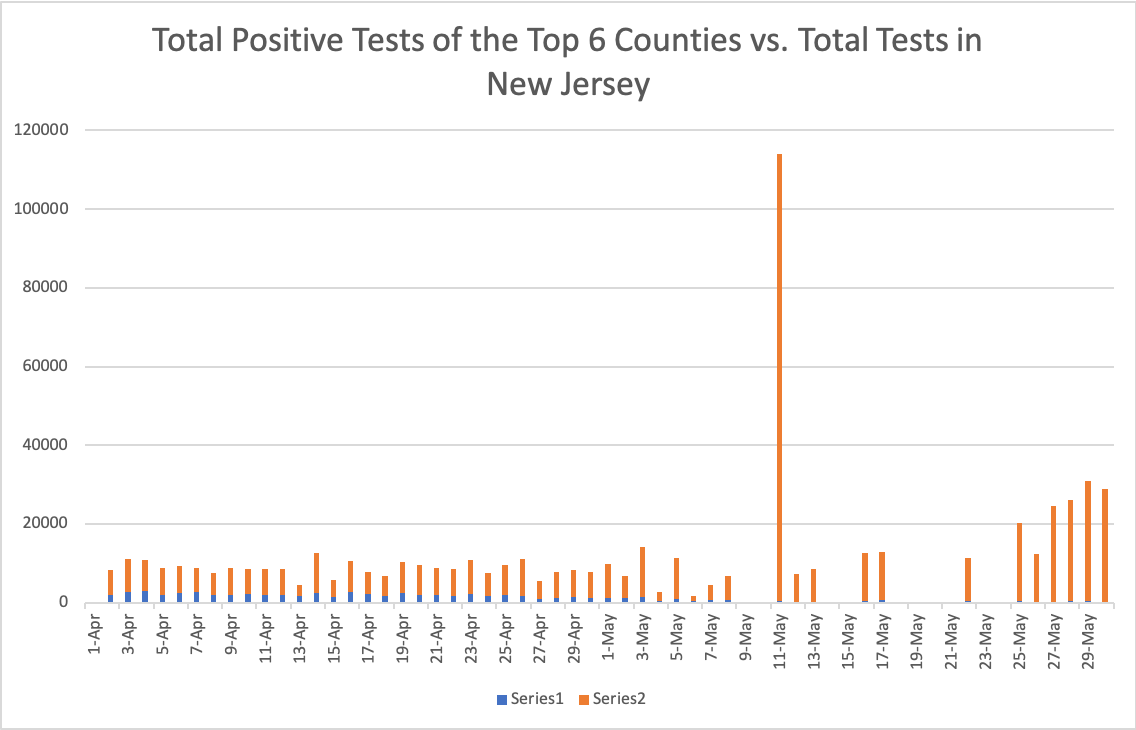 Total Positive Tests of the Top 6 Counties vs. Total Tests in
New Jersey
120000
100000
80000
60000
40000
20000
0
1-Apr
3-Apr
5-Apr
7-Apr
9-Apr
11-Apr
13-Apr
15-Apr
17-Apr
19-Apr
21-Apr
23-Apr
25-Apr
27-Apr
29-Apr
1-May
3-May
5-May
7-May
9-May
11-May
13-May
15-May
17-May
19-May
21-May
23-May
25-May
27-May
29-May
Series1 Series2